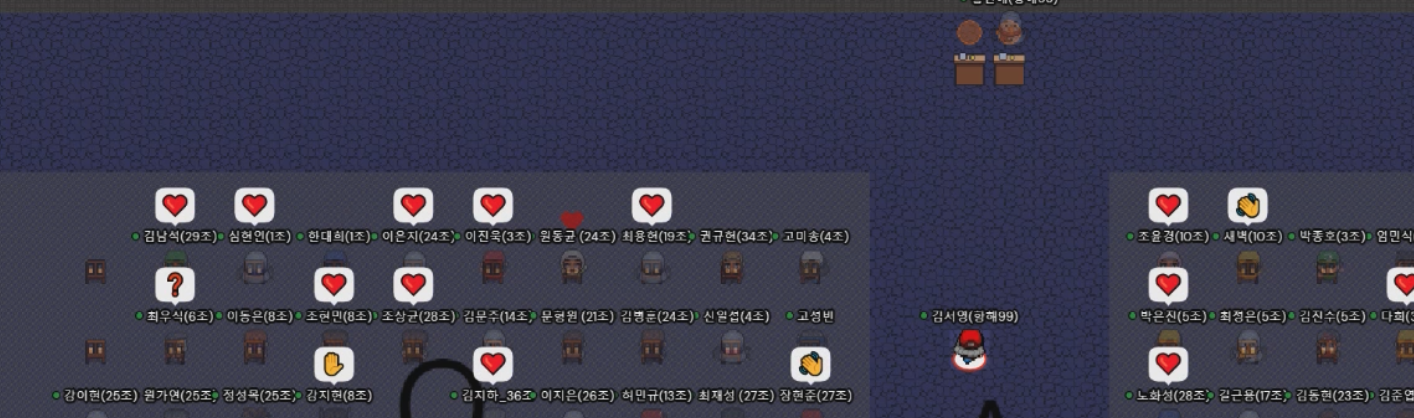 김남석(29조) 심현인(1조) 한대희(1조) 이은지(24조) 이진욱(3조) 원동균 (24조) 최용현(19조) 권규현(34조) 고미송(4조) 조윤경(10조) 새벽(10조) 박종호(3조) 엄민식
최우식(6조) 이동은(8조) 조현민(8조) 조상균(28조) 김문주(14조) 문형원 (21조) 김병훈(24조) 신일섭(4조) 고성빈 김서영(항해99) 박은진(5조) 최정은(5조) 김진수(5조)
강이현(25조) 원가연(25조) 정성목(25조) 강지현(8조) 김지하_36조 이지은(26조) 허민규(13조) 최재성 (27조) 장현준(27조) 노화성(28조) 길근용(17조) 김동현(23조)